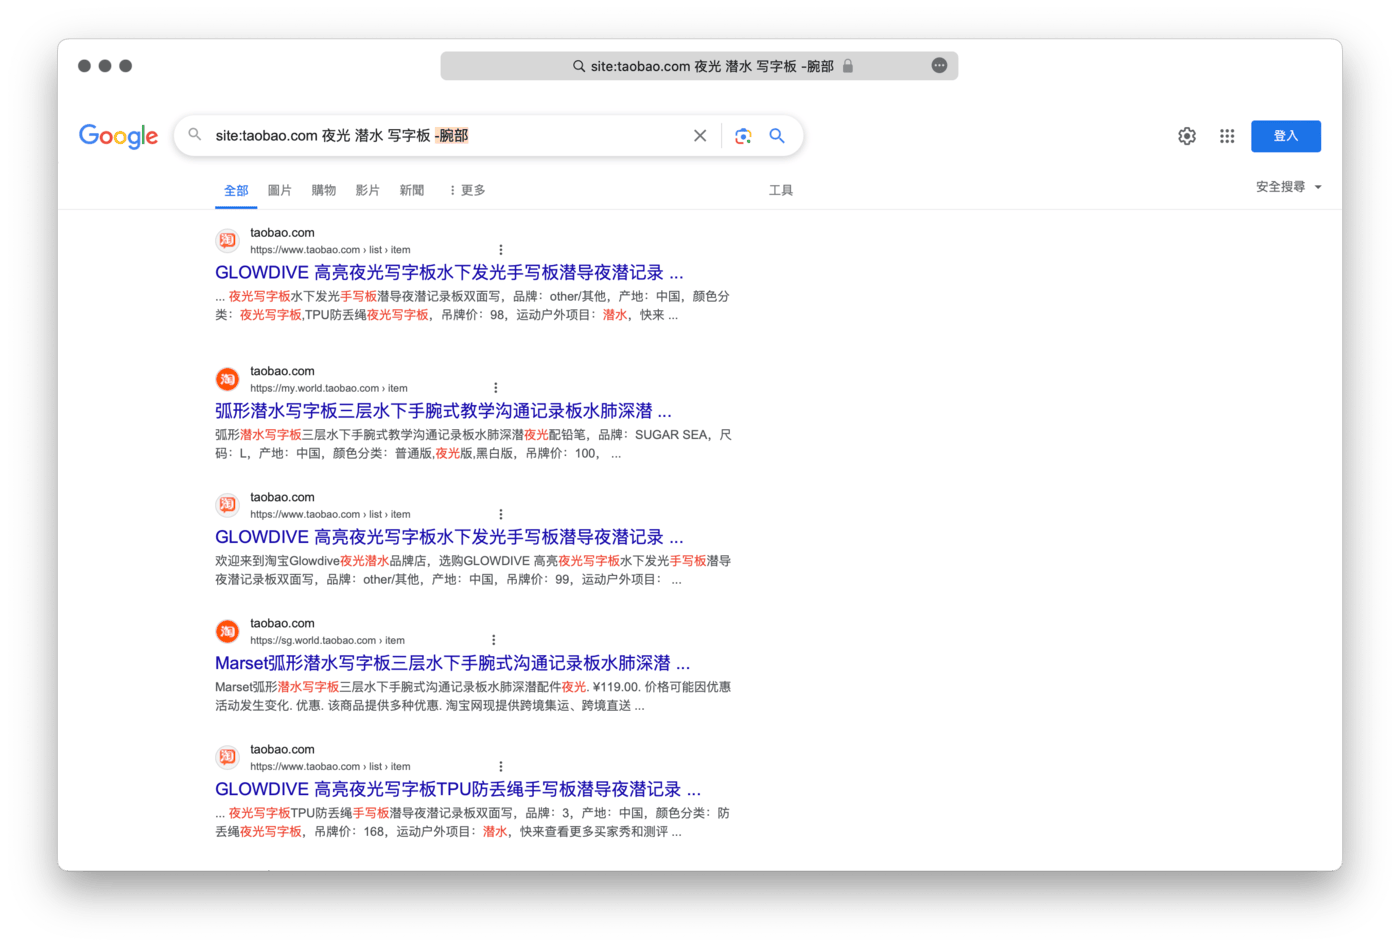 site:taobao.com 夜光 潜水 写字板 -腕部
Google
site:taobao.com 夜光 潜水 写字板 -腕部
登入
全部 圖片 購物 影片 新聞 更多 工具
安全搜尋
淘
taobao.com
https://www.taobao.com › list › item
GLOWDIVE 高亮夜光写字板水下发光手写板潜导夜潜记录 ...
... 夜光写字板水下发光手写板潜导夜潜记录板双面写，品牌：other/其他，产地：中国，颜色分
类：夜光写字板,TPU防丢绳夜光写字板，吊牌价：98，运动户外项目：潜水，快来 ...
淘
taobao.com
https://my.world.taobao.com › item
弧形潜水写字板三层水下手腕式教学沟通记录板水肺深潜 ...
弧形潜水写字板三层水下手腕式教学沟通记录板水肺深潜夜光配铅笔，品牌：SUGAR SEA，尺
码：L，产地：中国，颜色分类：普通版,夜光版,黑白版，吊牌价：100， ...
淘
taobao.com
https://www.taobao.com › list › item
GLOWDIVE 高亮夜光写字板水下发光手写板潜导夜潜记录 ...
欢迎来到淘宝Glowdive夜光潜水品牌店，选购GLOWDIVE 高亮夜光写字板水下发光手写板潜导
夜潜记录板双面写，品牌：other/其他，产地：中国，吊牌价：99，运动户外项目： ...
淘
taobao.com
https://sg.world.taobao.com › item
Marset弧形潜水写字板三层水下手腕式沟通记录板水肺深潜 ...
Marset弧形潜水写字板三层水下手腕式沟通记录板水肺深潜配件夜光. ¥119.00. 价格可能因优惠
活动发生变化. 优惠. 该商品提供多种优惠. 淘宝网现提供跨境集运、跨境直送 ...
淘
taobao.com
https://www.taobao.com › list › item
GLOWDIVE 高亮夜光写字板TPU防丢绳手写板潜导夜潜记录 ...
... 夜光写字板TPU防丢绳手写板潜导夜潜记录板双面写，品牌：3，产地：中国，颜色分类：防
丢绳夜光写字板，吊牌价：168，运动户外项目：潜水，快来查看更多买家秀和测评 ...